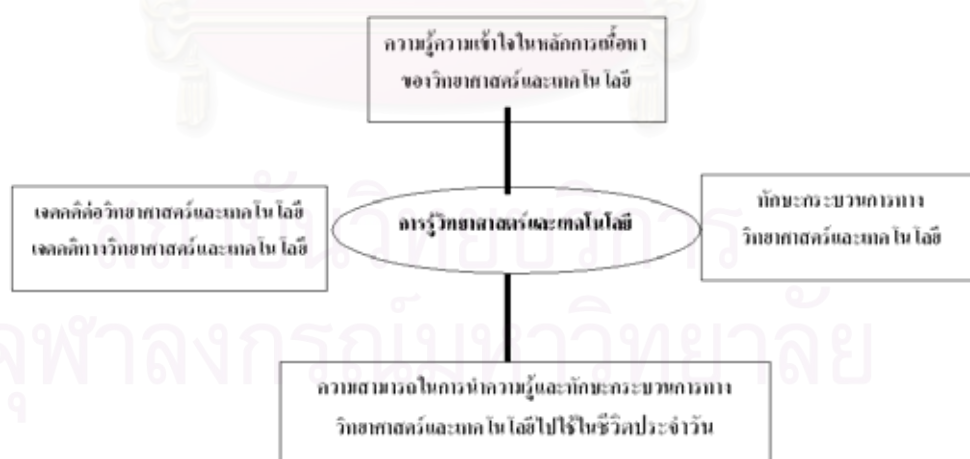 ความรู้ความเข้าใจในหลักการเนื้อหา
ของวิทยาศาสตร์และเทคโนโลยี
เจตคติต่อวิทยาศาสตร์และเทคโนโลยี
เจตคติทางวิทยาศาสตร์และเทคโนโลยี
การรู้วิทยาศาสตร์และเทคโนโลยี
ทักษะกระบวนการทาง
วิทยาศาสตร์และเทคโนโลยี
สถาบันวิทยบริการ
จุฬาลงกรณ์มหาวิทยาลัย
ความสามารถในการนำความรู้และทักษะกระบวนการทาง
วิทยาศาสตร์และเทคโนโลยีไปใช้ในชีวิตประจำวัน